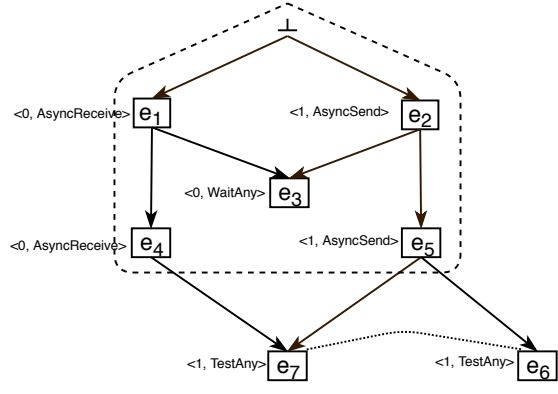 ⊥
<0, AsyncReceive> e1
<1, AsyncSend> e2
<0, WaitAny> e3
<0, AsyncReceive> e4
<1, AsyncSend> e5
<1, TestAny> e7
<1, TestAny> e6